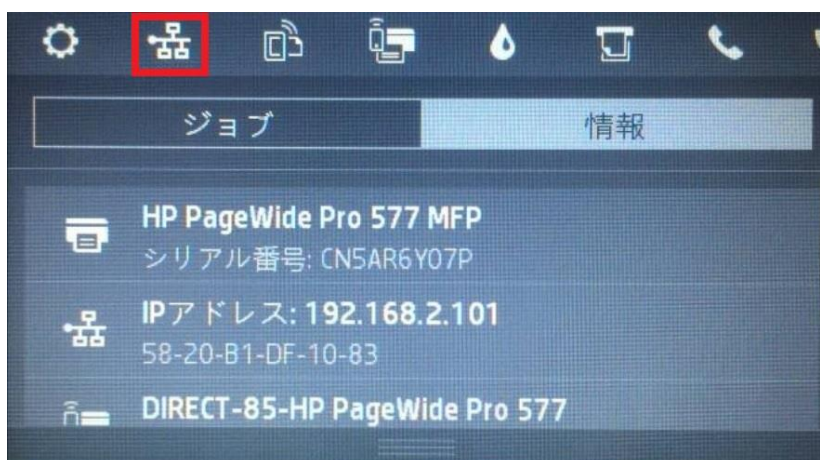 ジョブ
情報
HP PageWide Pro 577 MFP
シリアル番号: CN5AR6Y07P
IPアドレス: 192.168.2.101
58-20-B1-DF-10-83
DIRECT-85-HP PageWide Pro 577